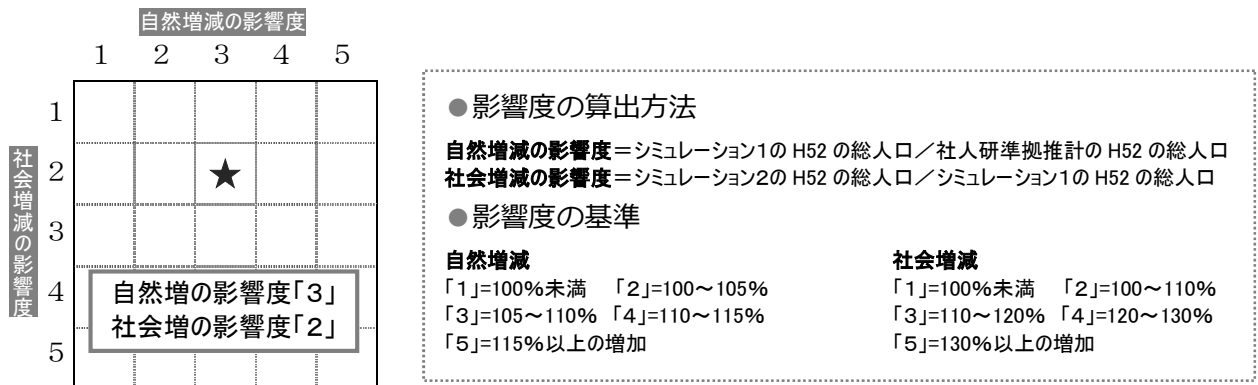 自然増減の影響度
1 2 3 4 5
1
2
3
4
5
社会増減の影響度
★
自然増の影響度「3」
社会増の影響度「2」
●影響度の算出方法
自然増減の影響度＝シミュレーション1の H52 の総人口／社人研準拠推計の H52 の総人口
社会増減の影響度＝シミュレーション2の H52 の総人口／シミュレーション1の H52 の総人口
●影響度の基準
自然増減
「1」=100%未満 「2」=100～105%
「3」=105～110% 「4」=110～115%
「5」=115%以上の増加
社会増減
「1」=100%未満 「2」=100～110%
「3」=110～120% 「4」=120～130%
「5」=130%以上の増加